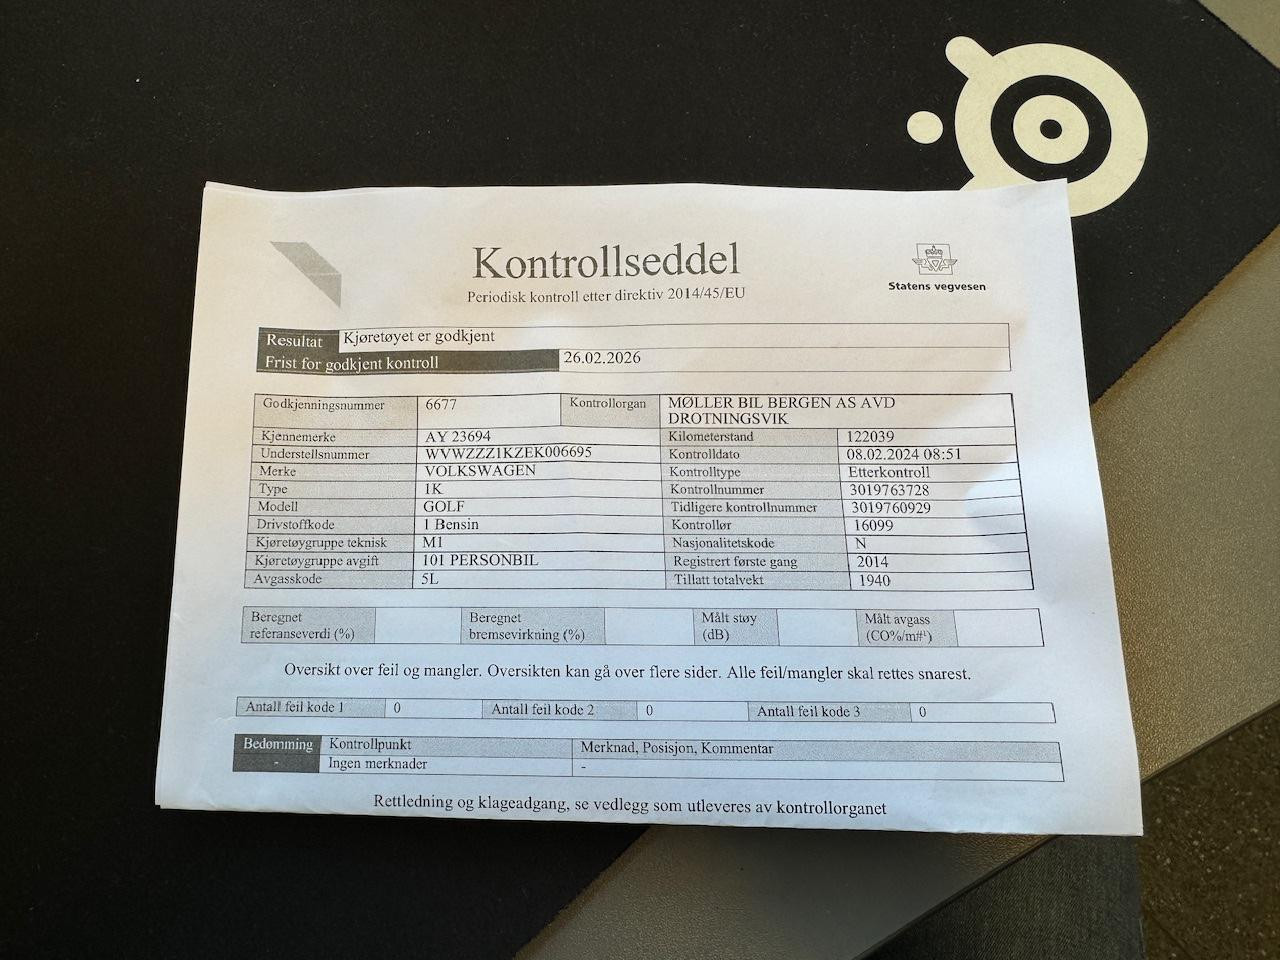 Kontrollseddel
Periodisk kontroll etter direktiv 2014/45/EU
Statens vegvesen
Resultat Kjøretøyet er godkjent
Frist for godkjent kontroll 26.02.2026
Godkjenningsnummer 6677 Kontrollorgan MØLLER BIL BERGEN AS AVD
DROTNINGSVIK
Kjennemerke AY 23694 Kilometerstand 122039
Understellsnummer WVWZZZ1KZEK006695 Kontrolldato 08.02.2024 08:51
Merke VOLKSWAGEN Kontrolltype Etterkontroll
Type 1K Kontrollnummer 3019763728
Modell GOLF Tidligere kontrollnummer 3019760929
Drivstoffkode 1 Bensin Kontrollør 16099
Kjøretøygruppe teknisk M1 Nasjonalitetskode N
Kjøretøygruppe avgift 101 PERSONBIL Registrert første gang 2014
Avgasskode 5L Tillatt totalvekt 1940
Beregnet Beregnet Målt støy Målt avgass
referanseverdi (%) bremsevirkning (%) (dB) (CO%/m#¹)
Oversikt over feil og mangler. Oversikten kan gå over flere sider. Alle feil/mangler skal rettes snarest.
Antall feil kode 1 0 Antall feil kode 2 0 Antall feil kode 3 0
Bedømming Kontrollpunkt Merknad, Posisjon, Kommentar
- Ingen merknader -
Rettledning og klageadgang, se vedlegg som utleveres av kontrollorganet